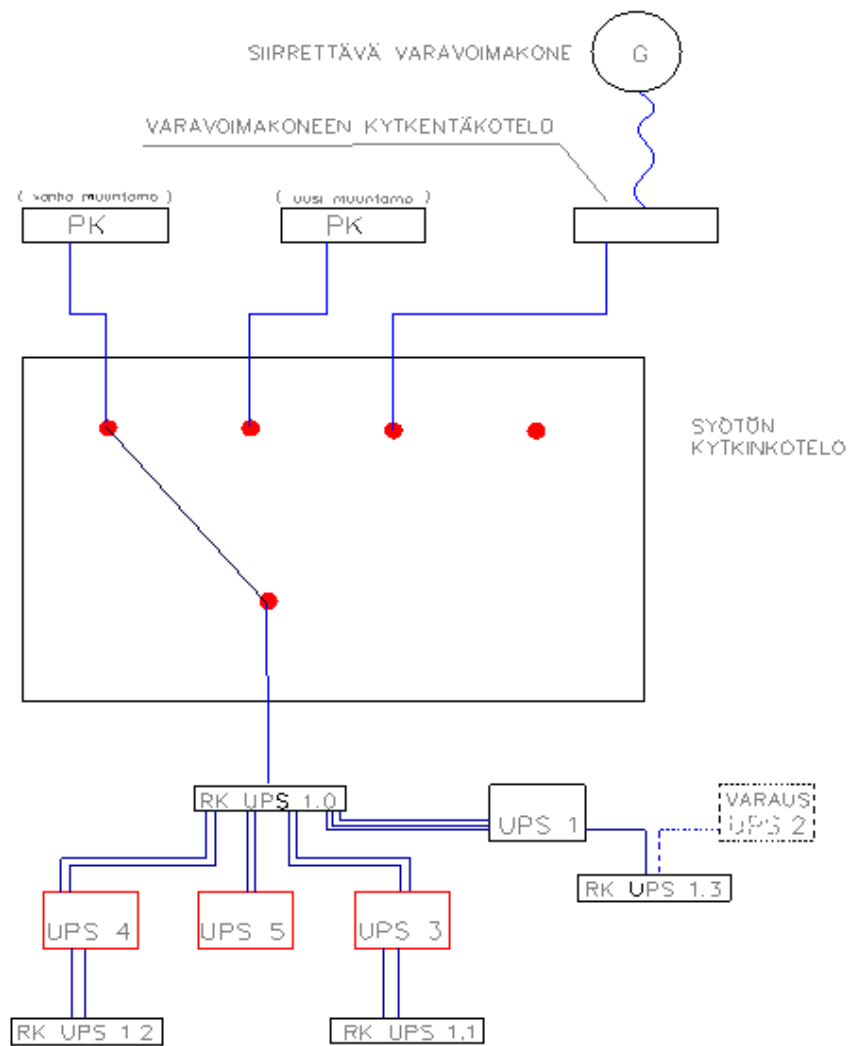 SIIRRETTÄVÄ VARAVOIMAKONE
G
VARAVOIMAKONEEN KYTKENTÄKOTELO
( vanha muuntamo )
PK
( uusi muuntamo )
PK
SYÖTÖN
KYTKINKOTELO
RK UPS 1.0
UPS 1
VARAUS
UPS 2
RK UPS 1.3
UPS 4
UPS 5
UPS 3
RK UPS 1.2
RK UPS 1.1